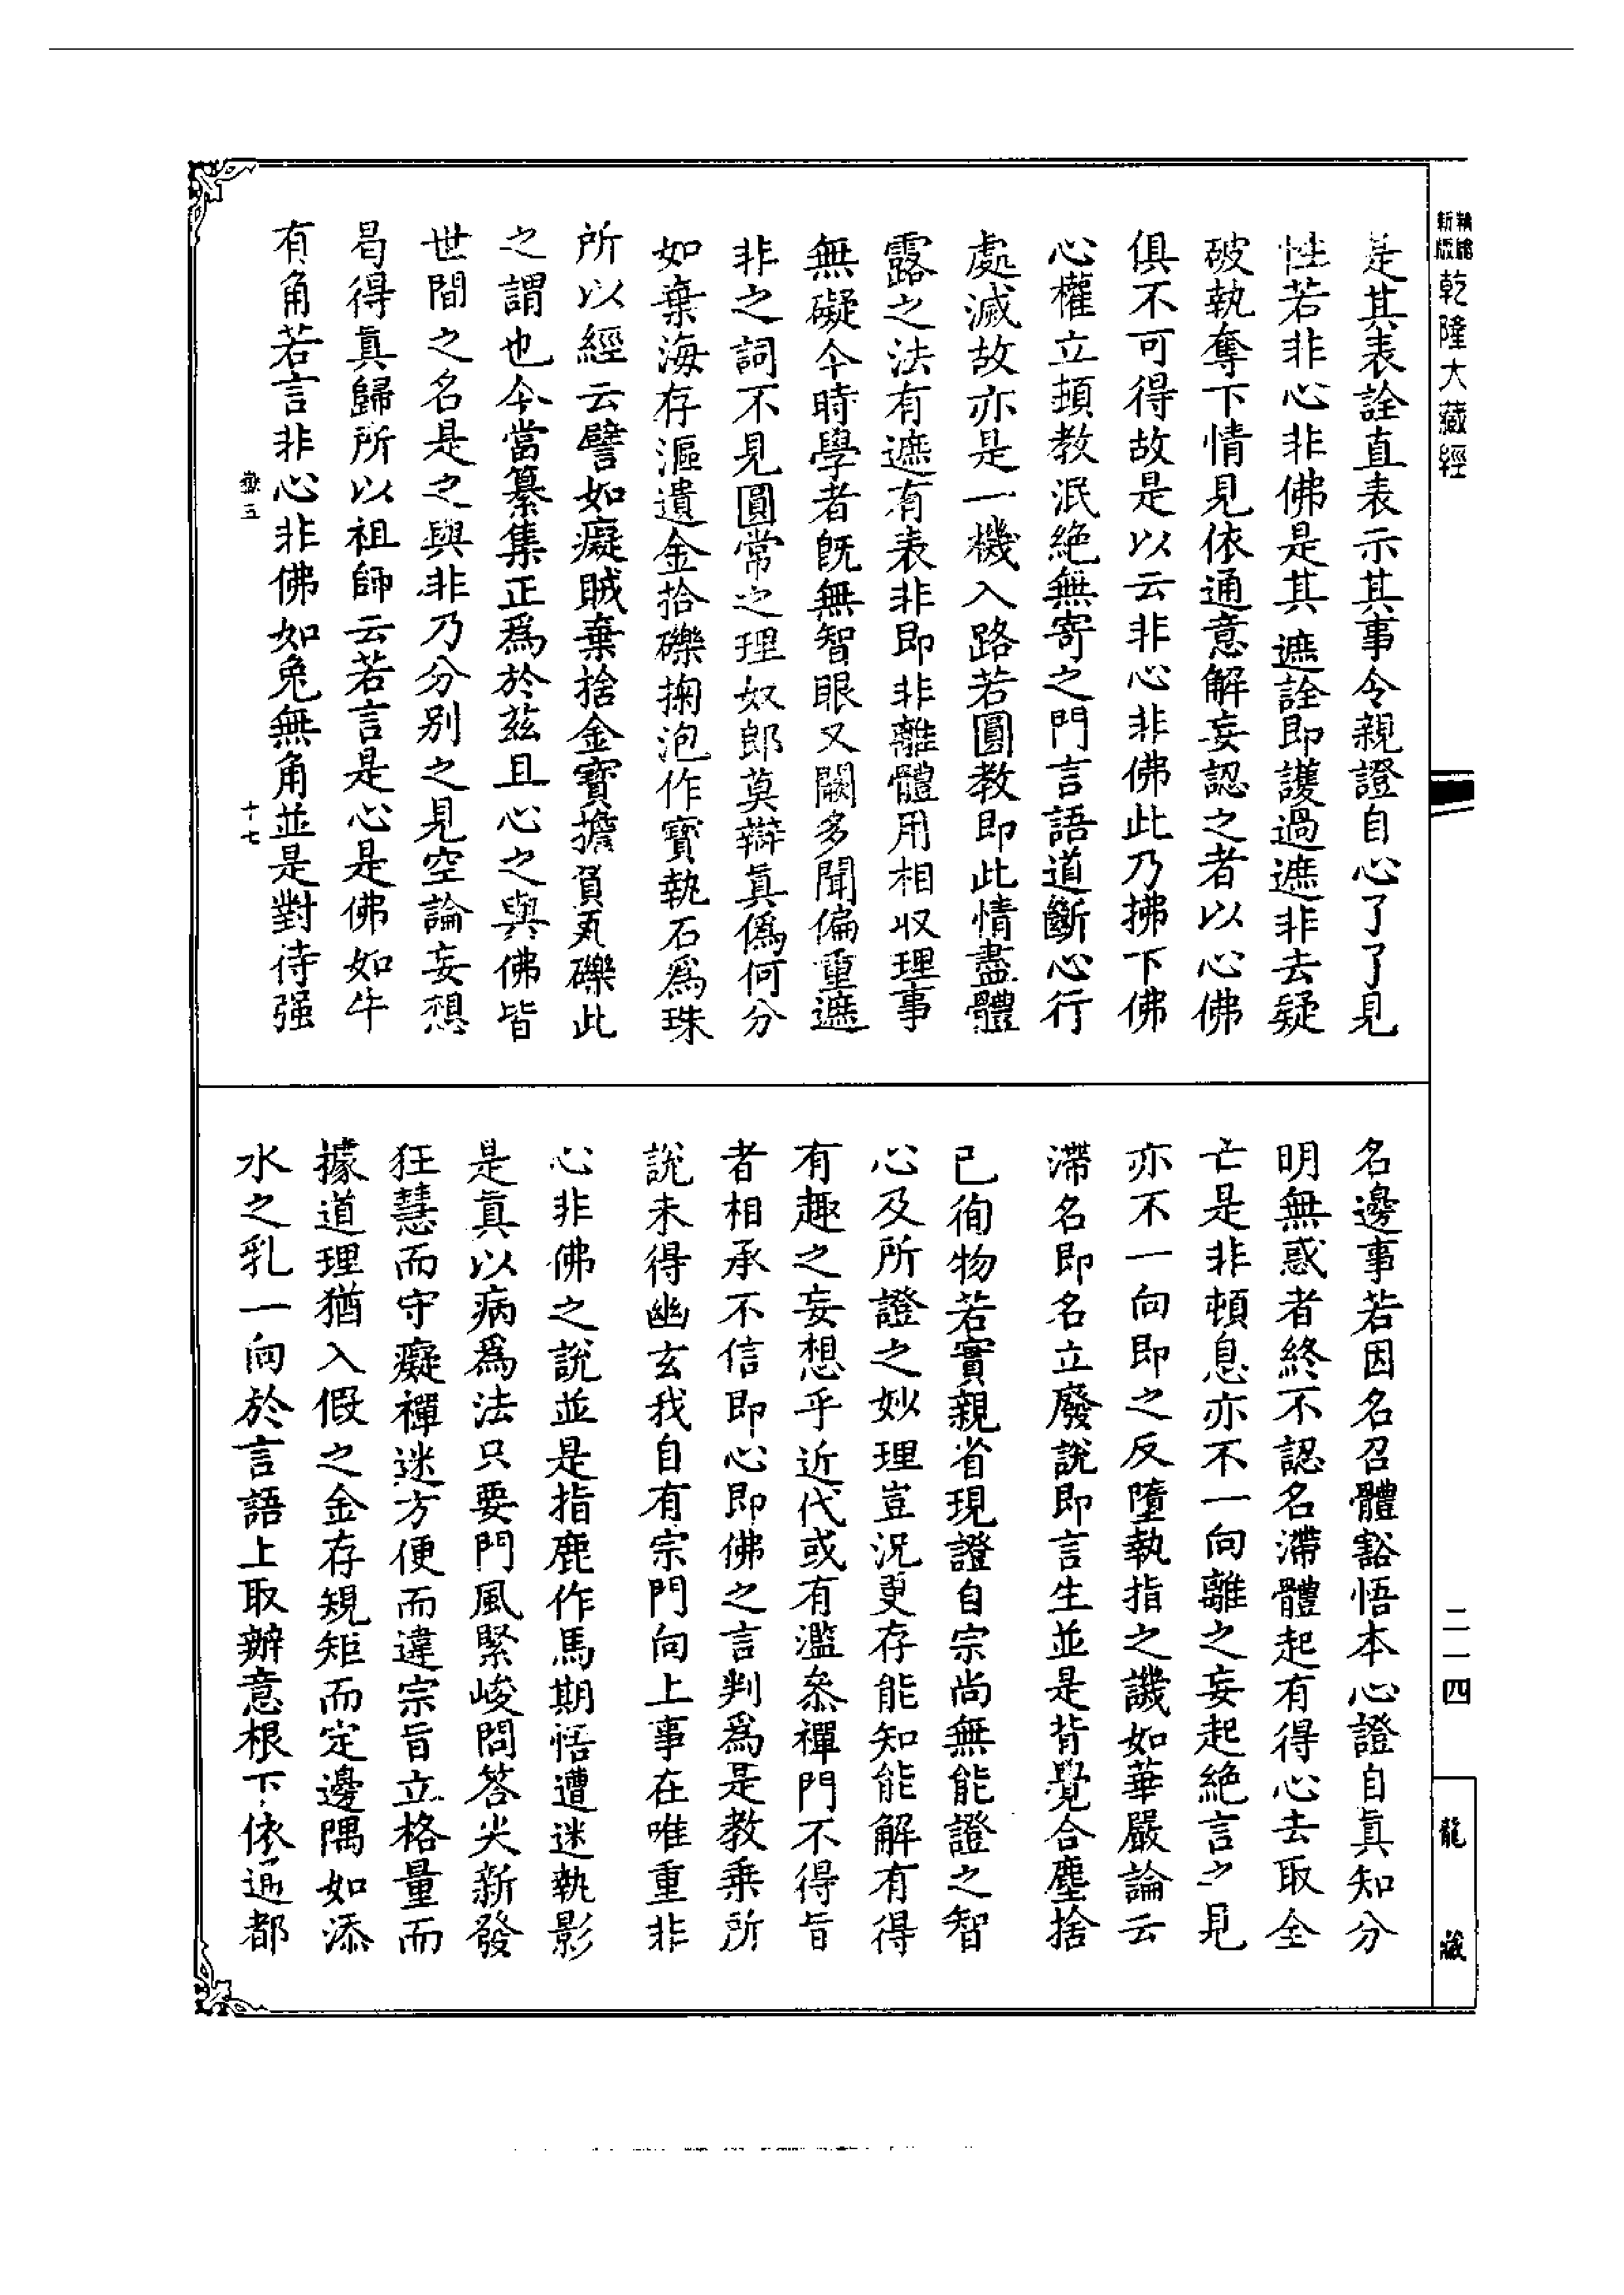 新版精縮乾隆大藏經
二一四
龍藏
是其表詮直表示其事令親證自心了了見
性若非心非佛是其遮詮即護過遮非去疑
破執奪下情見依通意解妄認之者以心佛
俱不可得故是以云非心非佛此乃拂下佛
心權立頓教泯絕無寄之門言語道斷心行
處滅故亦是一機入路若圓教即此情盡體
露之法有遮有表非即非離體用相収理事
無礙今時學者旣無智眼又闕多聞偏重遮
非之詞不見圓常之理奴郎莫辯眞僞何分
如棄海存漚遺金拾礫掬泡作寶執石爲珠
所以經云譬如癡賊棄捨金寶擔負瓦礫此
之謂也今當纂集正爲於茲且心之與佛皆
世間之名是之與非乃分別之見空論妄想
曷得眞歸所以祖師云若言是心是佛如牛
有角若言非心非佛如兔無角並是對待强
嶽五 十七
名邊事若因名召體豁悟本心證自眞知分
明無惑者終不認名滯體起有得心去取全
亡是非頓息亦不一向離之妄起絕言之見
亦不一向即之反墮執指之譏如華嚴論云
滯名即名立廢說即言生並是背覺合塵捨
已徇物若實親省現證自宗尚無能證之智
心及所證之妙理豈況更存能知能解有得
有趣之妄想乎近代或有濫叅禪門不得旨
者相承不信即心即佛之言判爲是教乗所
說未得幽玄我自有宗門向上事在唯重非
心非佛之說並是指鹿作馬期悟遭迷執影
是眞以病爲法只要門風緊峻問答尖新發
狂慧而守癡禪迷方便而違宗旨立格量而
據道理猶入假之金存規矩而定邊隅如添
水之乳一向於言語上取辦意根下依通都